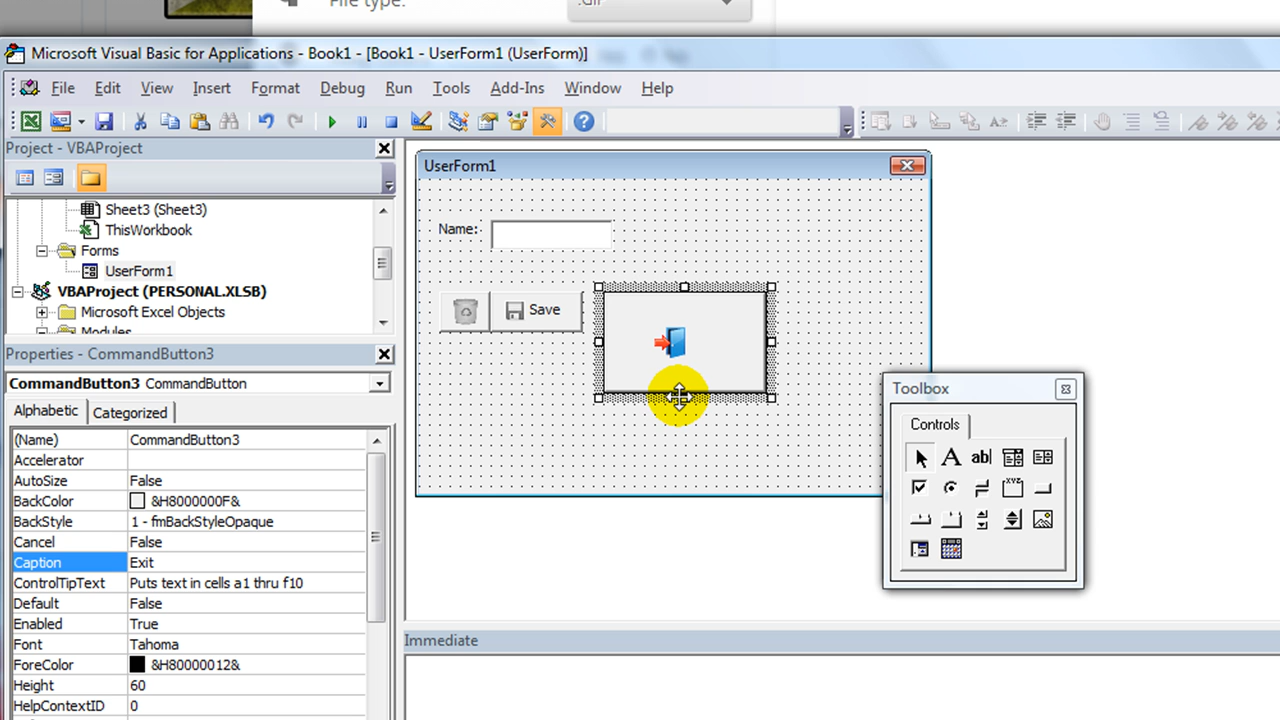 File type:
.Gif
Microsoft Visual Basic for Applications - Book1 - [Book1 - UserForm1 (UserForm)]
File Edit View Insert Format Debug Run Tools Add-Ins Window Help
Project - VBAProject
Sheet3 (Sheet3)
ThisWorkbook
Forms
UserForm1
VBAProject (PERSONAL.XLSB)
Microsoft Excel Objects
Modules
Properties - CommandButton3
CommandButton3 CommandButton
Alphabetic Categorized
(Name) CommandButton3
Accelerator
AutoSize False
BackColor &H8000000F&
BackStyle 1 - fmBackStyleOpaque
Cancel False
Caption Exit
ControlTipText Puts text in cells a1 thru f10
Default False
Enabled True
Font Tahoma
ForeColor &H80000012&
Height 60
HelpContextID 0
UserForm1
Name:
Save
Toolbox
Controls
A ab|
XYZ
Immediate